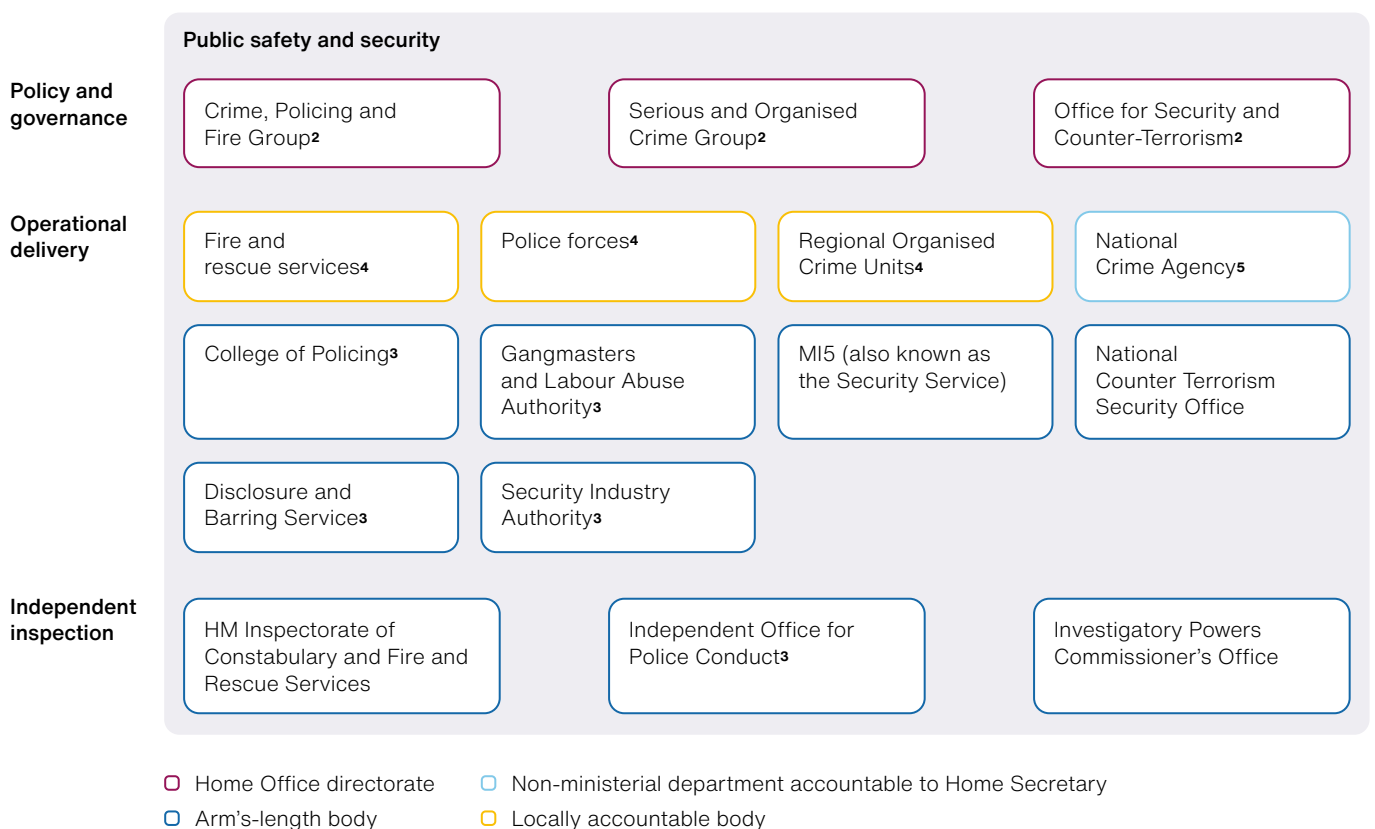 Public safety and security
Policy and
governance
Crime, Policing and
Fire Group2
Serious and Organised
Crime Group2
Office for Security and
Counter-Terrorism2
Operational
delivery
Fire and
rescue services4
Police forces4
Regional Organised
Crime Units4
National
Crime Agency5
College of Policing3
Gangmasters
and Labour Abuse
Authority3
MI5 (also known as
the Security Service)
National
Counter Terrorism
Security Office
Disclosure and
Barring Service3
Security Industry
Authority3
Independent
inspection
HM Inspectorate of
Constabulary and Fire and
Rescue Services
Independent Office for
Police Conduct3
Investigatory Powers
Commissioner’s Office
Home Office directorate
Non-ministerial department accountable to Home Secretary
Arm’s-length body
Locally accountable body